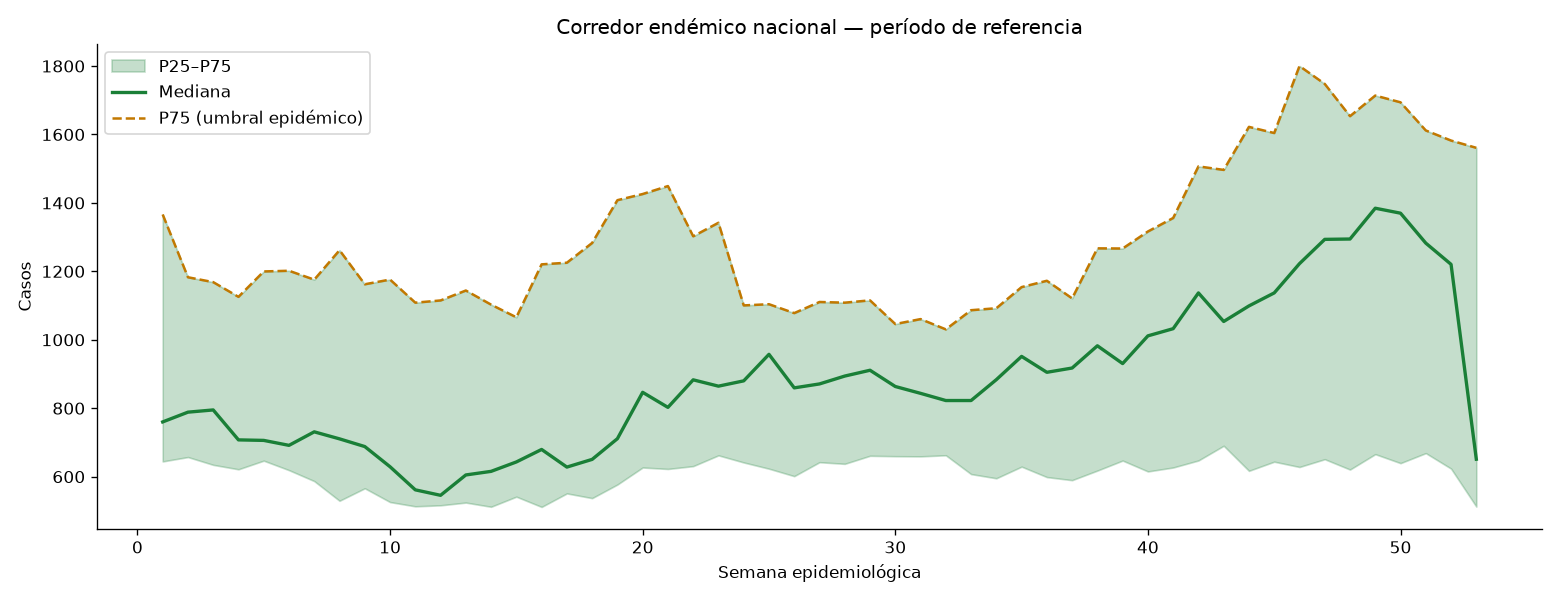 Corredor endémico nacional — período de referencia
P25–P75
Mediana
P75 (umbral epidémico)
1800
1600
1400
1200
1000
800
600
Casos
0 10 20 30 40 50
Semana epidemiológica